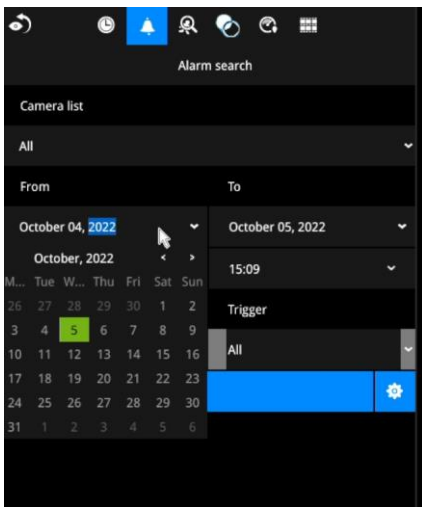 Alarm search
Camera list
All
From To
October 04, 2022 October 05, 2022
October, 2022 < >
15:09
M... Tue W... Thu Fri Sat Sun
26 27 28 29 30 1 2
Trigger
3 4 5 6 7 8 9
All
10 11 12 13 14 15 16
17 18 19 20 21 22 23
24 25 26 27 28 29 30
31 1 2 3 4 5 6